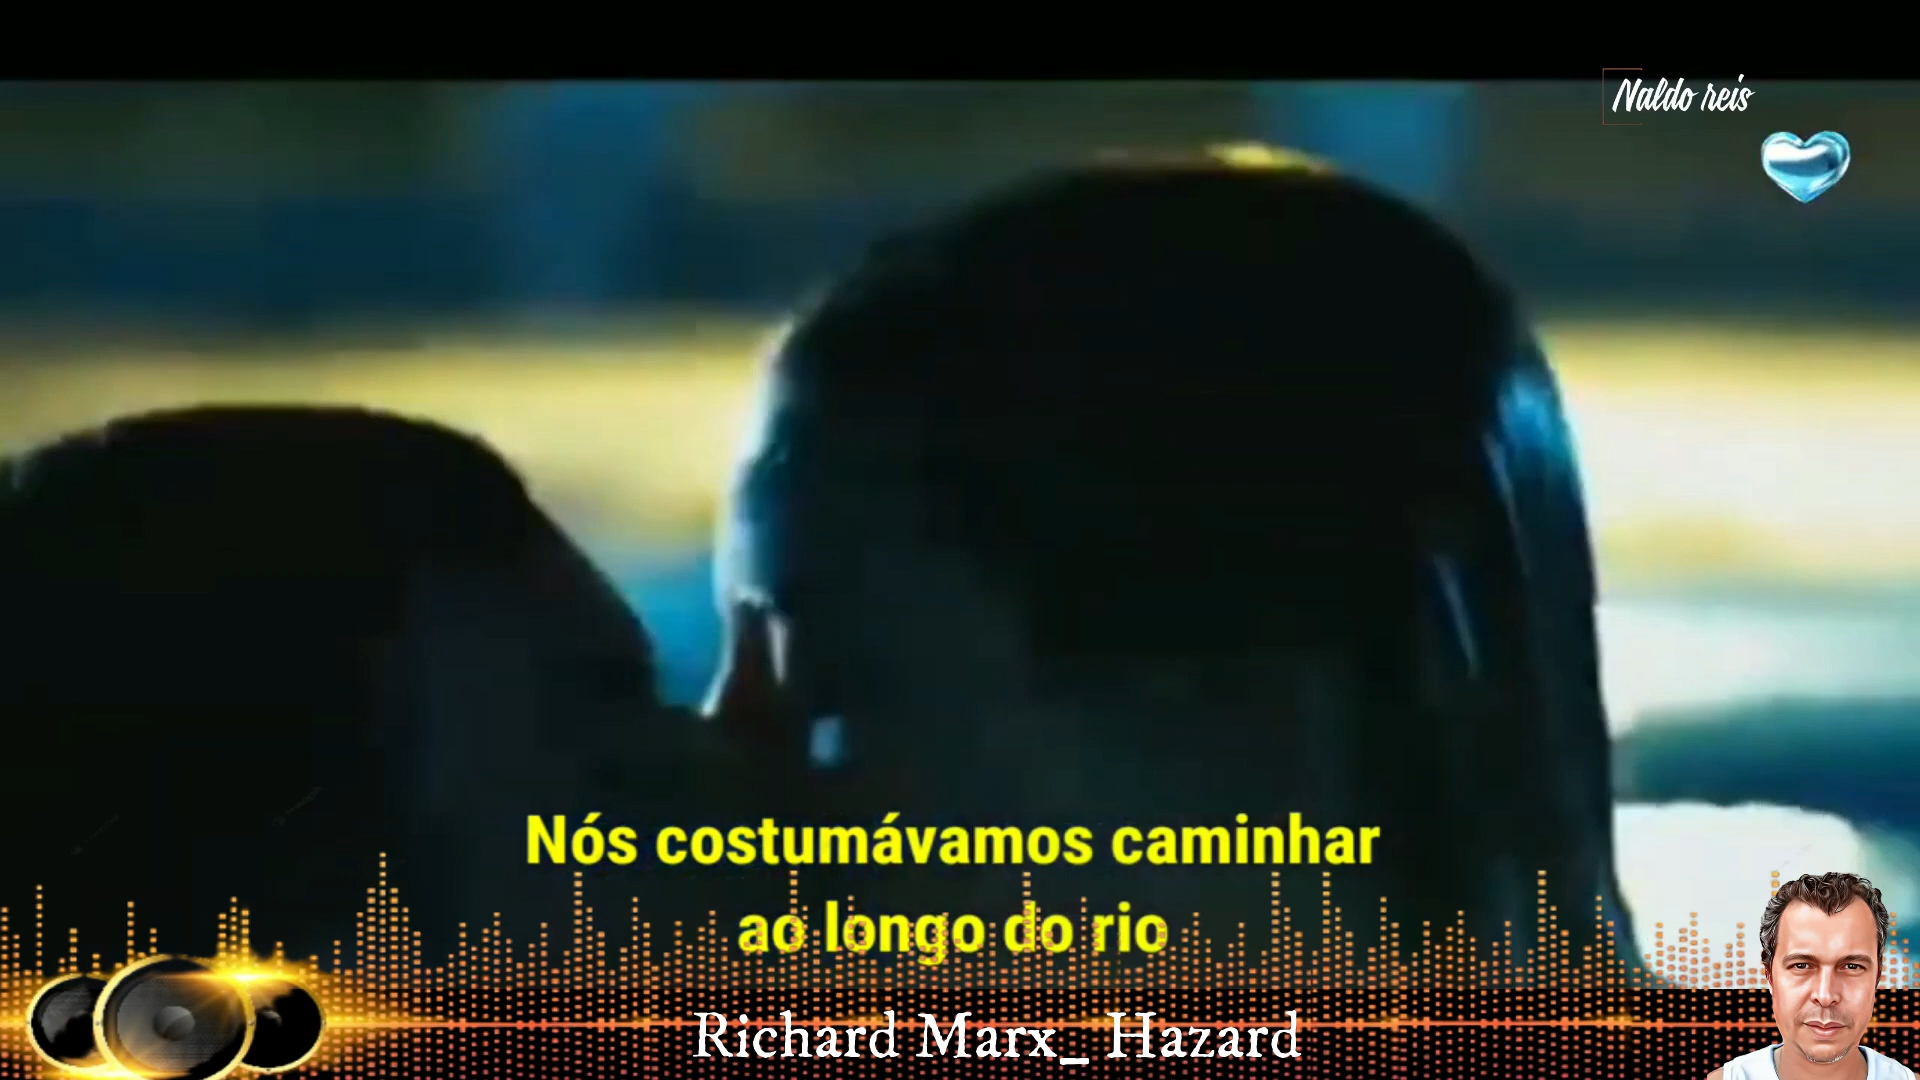 Naldo reis
Nós costumávamos caminhar
ao longo do rio
Richard Marx_ Hazard